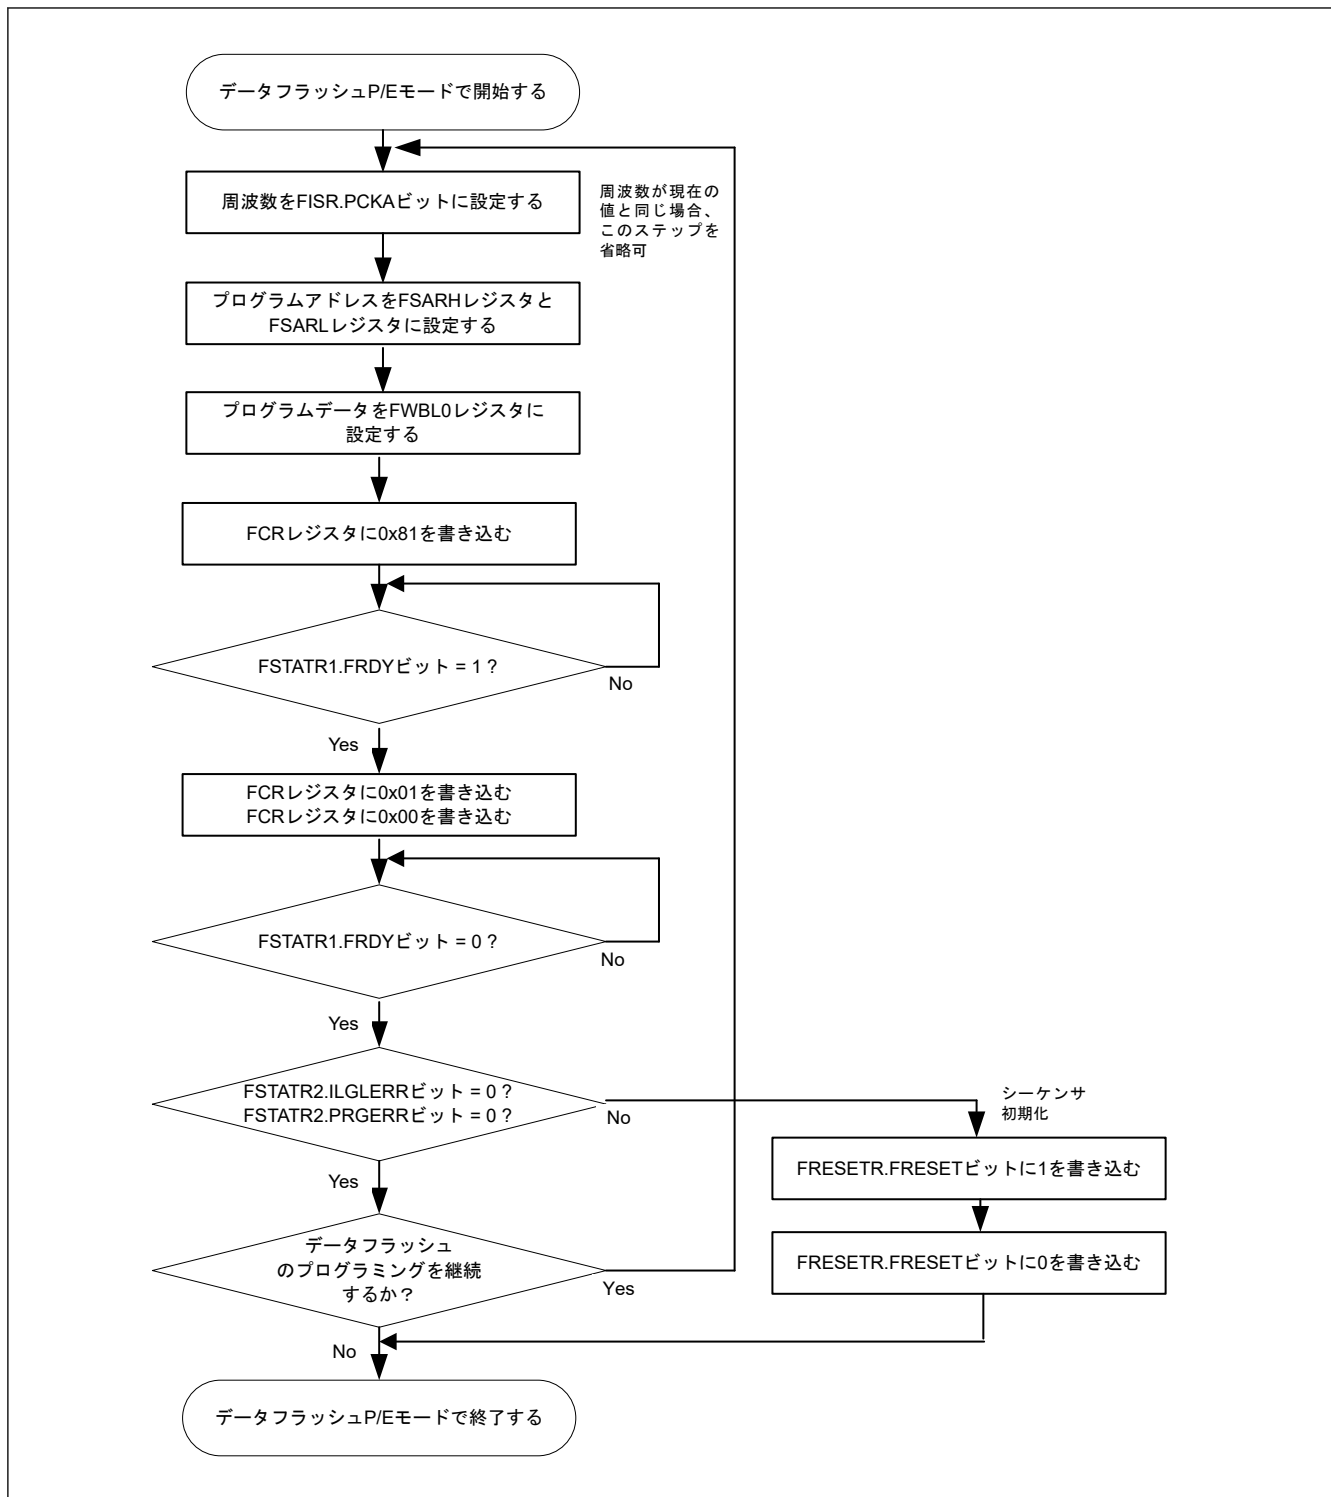 データフラッシュP/Eモードで開始する
周波数をFISR.PCKAビットに設定する
周波数が現在の
値と同じ場合、
このステップを
省略可
プログラムアドレスをFSARHレジスタと
FSARLレジスタに設定する
プログラムデータをFWBL0レジスタに
設定する
FCRレジスタに0x81を書き込む
FSTATR1.FRDYビット = 1 ?
No
Yes
FCRレジスタに0x01を書き込む
FCRレジスタに0x00を書き込む
FSTATR1.FRDYビット = 0 ?
No
Yes
FSTATR2.ILGLERRビット = 0 ?
FSTATR2.PRGERRビット = 0 ?
No
シーケンサ
初期化
FRESETR.FRESETビットに1を書き込む
Yes
FRESETR.FRESETビットに0を書き込む
データフラッシュ
のプログラミングを継続
するか？
Yes
No
データフラッシュP/Eモードで終了する